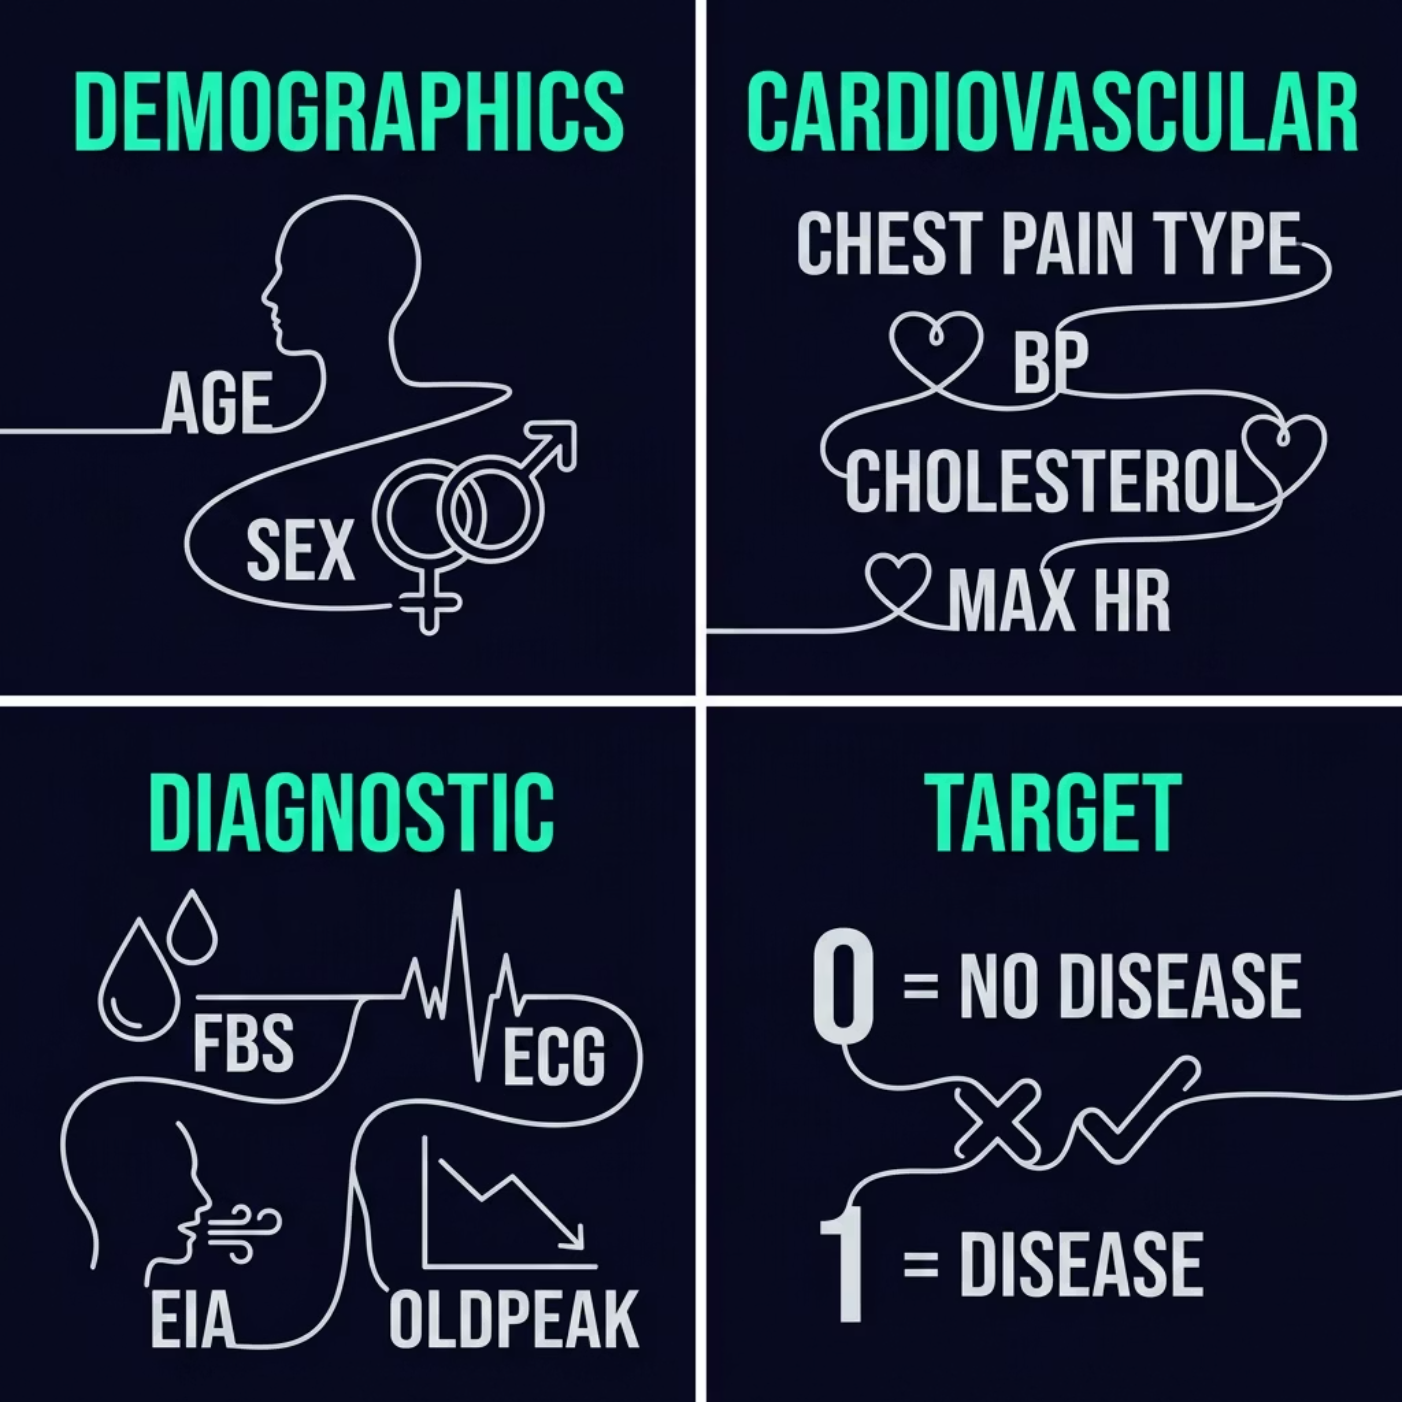 DEMOGRAPHICS
AGE
SEX
CARDIOVASCULAR
CHEST PAIN TYPE
BP
CHOLESTEROL
MAX HR
DIAGNOSTIC
FBS
ECG
EIA
OLDPEAK
TARGET
0 = NO DISEASE
1 = DISEASE